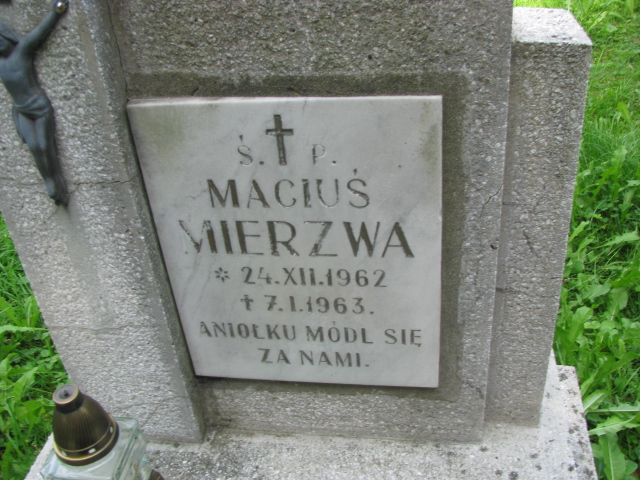 Ś. † P.
MACIUŚ
MIERZWA
* 24.XII.1962
† 7.I.1963.
ANIOŁKU MÓDL SIĘ
ZA NAMI.